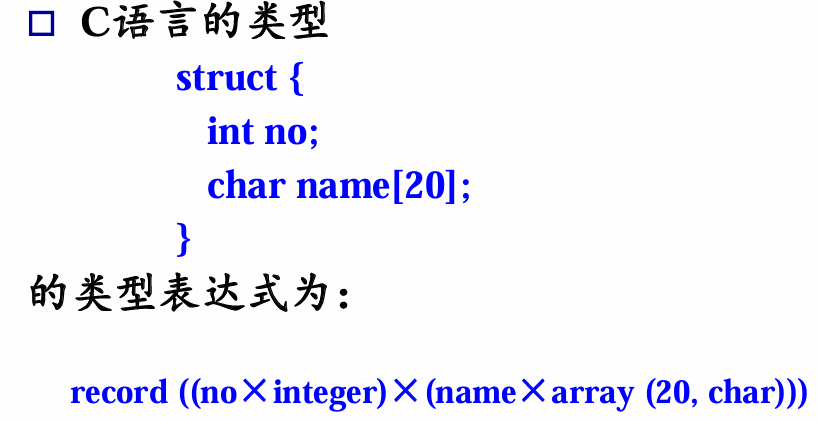 □ C语言的类型
struct {
int no;
char name[20];
}
的类型表达式为：
record ((no×integer)×(name×array (20, char)))